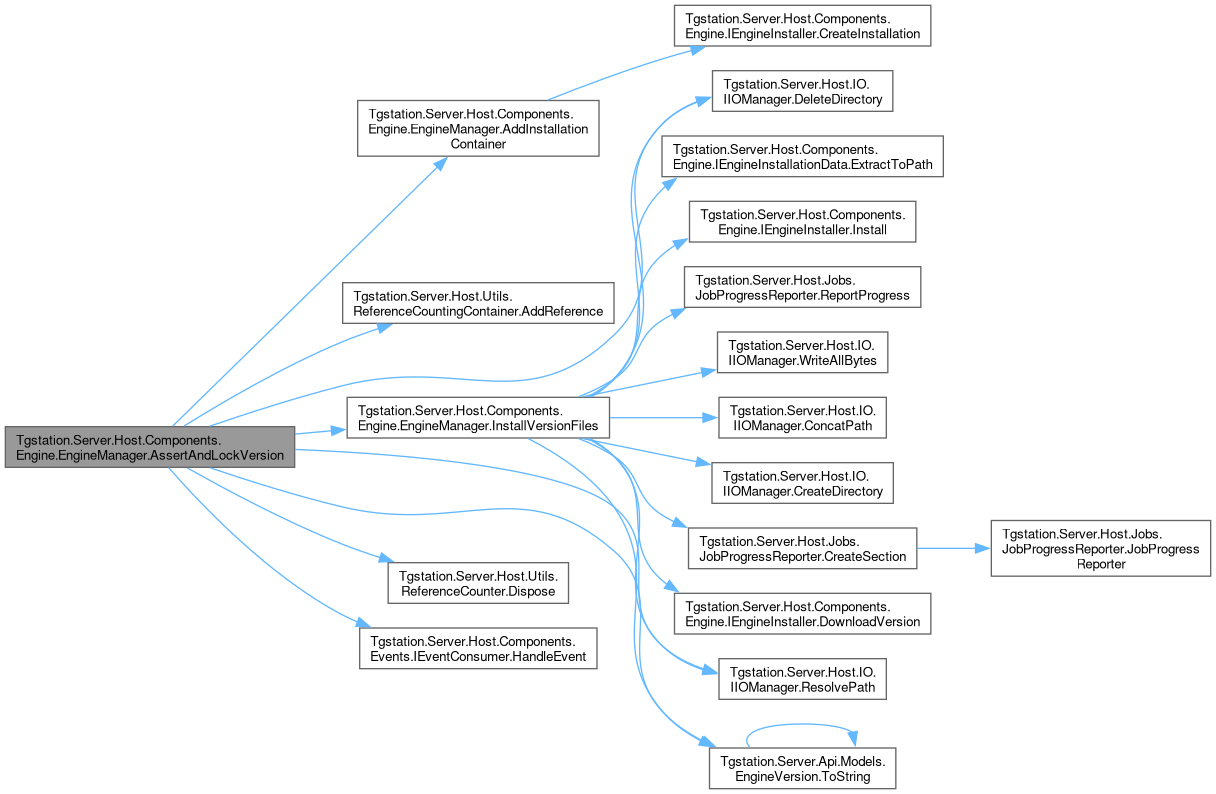 Tgstation.Server.Host.Components.
Engine.EngineManager.AssertAndLockVersion
Tgstation.Server.Host.Components.
Engine.EngineManager.AddInstallation
Container
Tgstation.Server.Host.Utils.
ReferenceCountingContainer.AddReference
Tgstation.Server.Host.Components.
Engine.EngineManager.InstallVersionFiles
Tgstation.Server.Host.Utils.
ReferenceCounter.Dispose
Tgstation.Server.Host.Components.
Events.IEventConsumer.HandleEvent
Tgstation.Server.Host.Components.
Engine.IEngineInstaller.CreateInstallation
Tgstation.Server.Host.IO.
IIOManager.DeleteDirectory
Tgstation.Server.Host.Components.
Engine.IEngineInstallationData.ExtractToPath
Tgstation.Server.Host.Components.
Engine.IEngineInstaller.Install
Tgstation.Server.Host.Jobs.
JobProgressReporter.ReportProgress
Tgstation.Server.Host.IO.
IIOManager.WriteAllBytes
Tgstation.Server.Host.IO.
IIOManager.ConcatPath
Tgstation.Server.Host.IO.
IIOManager.CreateDirectory
Tgstation.Server.Host.Jobs.
JobProgressReporter.CreateSection
Tgstation.Server.Host.Components.
Engine.IEngineInstaller.DownloadVersion
Tgstation.Server.Host.IO.
IIOManager.ResolvePath
Tgstation.Server.Api.Models.
EngineVersion.ToString
Tgstation.Server.Host.Jobs.
JobProgressReporter.JobProgress
Reporter